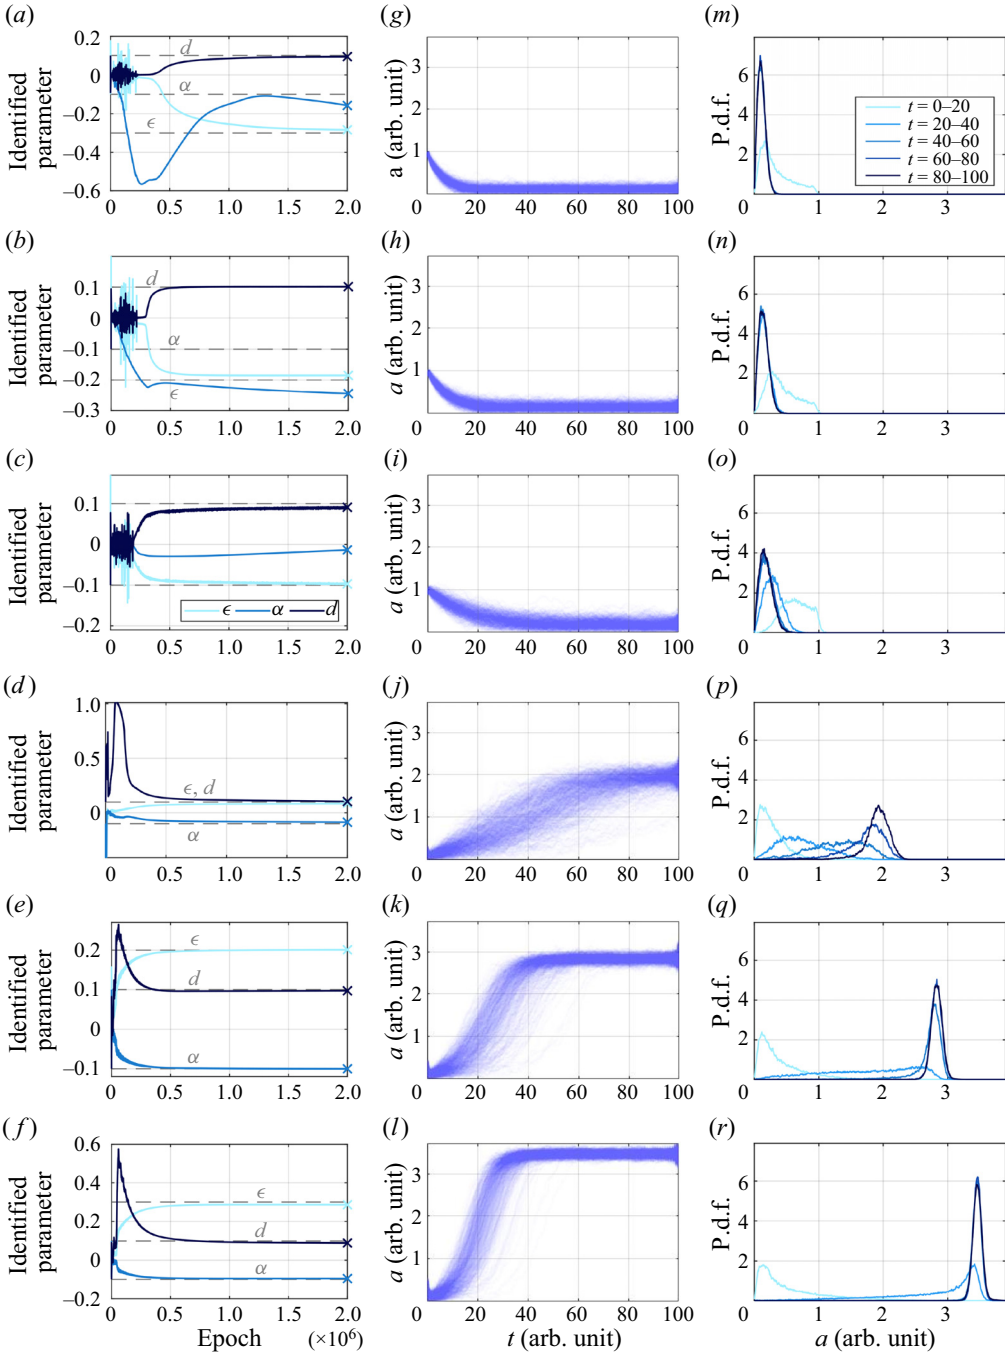 (a) (g) (m)
Identified parameter
0.2
0
−0.2
−0.4
−0.6
d
α
ϵ
0 0.5 1.0 1.5 2.0
a (arb. unit)
3
2
1
0 20 40 60 80 100
P.d.f.
6
4
2
0 1 2 3
t = 0–20
t = 20–40
t = 40–60
t = 60–80
t = 80–100
(b) (h) (n)
Identified parameter
0.1
0
−0.1
−0.2
−0.3
d
α
ϵ
0 0.5 1.0 1.5 2.0
a (arb. unit)
3
2
1
0 20 40 60 80 100
P.d.f.
6
4
2
0 1 2 3
(c) (i) (o)
Identified parameter
0.1
0
−0.1
−0.2
ϵ α d
0 0.5 1.0 1.5 2.0
a (arb. unit)
3
2
1
0 20 40 60 80 100
P.d.f.
6
4
2
0 1 2 3
(d) (j) (p)
Identified parameter
1.0
0.5
0
ϵ, d
α
0 0.5 1.0 1.5 2.0
a (arb. unit)
3
2
1
0 20 40 60 80 100
P.d.f.
6
4
2
0 1 2 3
(e) (k) (q)
Identified parameter
0.2
0.1
0
−0.1
ϵ
d
α
0 0.5 1.0 1.5 2.0
a (arb. unit)
3
2
1
0 20 40 60 80 100
P.d.f.
6
4
2
0 1 2 3
(f) (l) (r)
Identified parameter
0.6
0.4
0.2
0
−0.2
ϵ
d
α
0 0.5 1.0 1.5 2.0
Epoch (×10⁶)
a (arb. unit)
3
2
1
0 20 40 60 80 100
t (arb. unit)
P.d.f.
6
4
2
0 1 2 3
a (arb. unit)